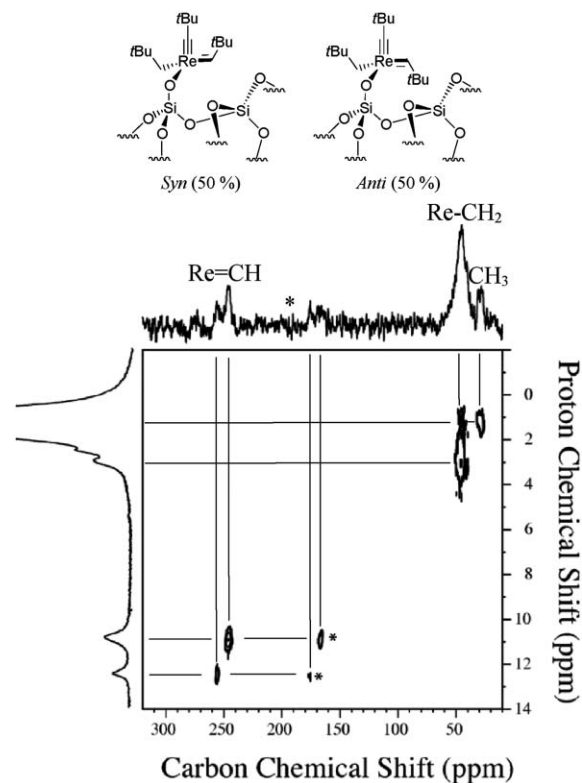 tBu
tBu
tBu
Re
O
Si
O
O
O
Si
O
O
Syn (50 %)
tBu
tBu
Re
tBu
O
Si
O
O
O
Si
O
O
Anti (50 %)
Re-CH2
Re=CH
CH3
*
0
2
4
6
8
10
12
14
*
*
300 250 200 150 100 50
Carbon Chemical Shift (ppm)
Proton Chemical Shift (ppm)